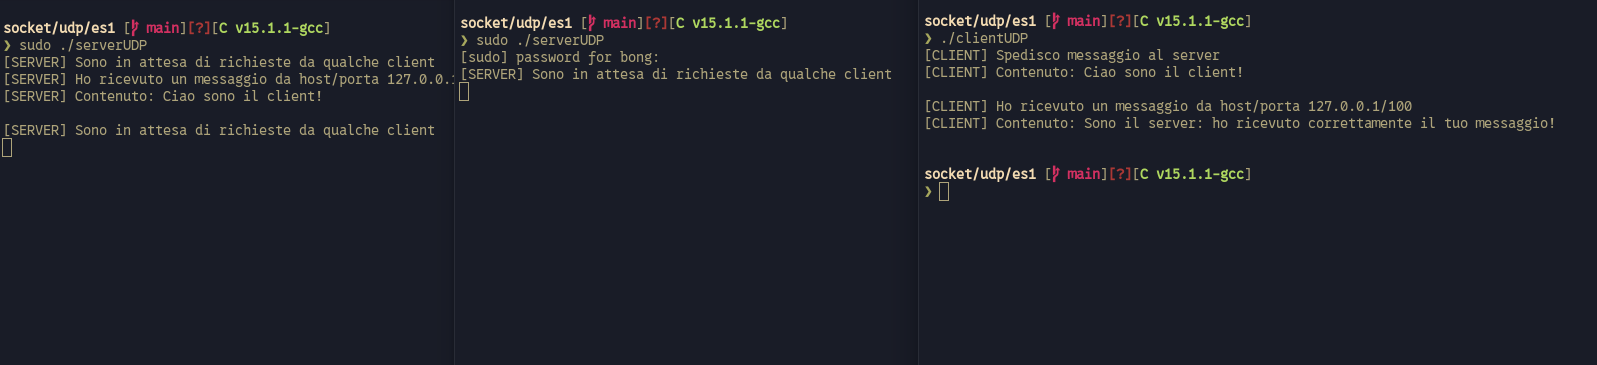 socket/udp/es1 [ main][?][C v15.1.1-gcc]
❯ sudo ./serverUDP
[SERVER] Sono in attesa di richieste da qualche client
[SERVER] Ho ricevuto un messaggio da host/porta 127.0.0.
[SERVER] Contenuto: Ciao sono il client!
[SERVER] Sono in attesa di richieste da qualche client
socket/udp/es1 [ main][?][C v15.1.1-gcc]
❯ sudo ./serverUDP
[sudo] password for bong:
[SERVER] Sono in attesa di richieste da qualche client
socket/udp/es1 [ main][?][C v15.1.1-gcc]
❯ ./clientUDP
[CLIENT] Spedisco messaggio al server
[CLIENT] Contenuto: Ciao sono il client!
[CLIENT] Ho ricevuto un messaggio da host/porta 127.0.0.1/100
[CLIENT] Contenuto: Sono il server: ho ricevuto correttamente il tuo messaggio!
socket/udp/es1 [ main][?][C v15.1.1-gcc]
❯